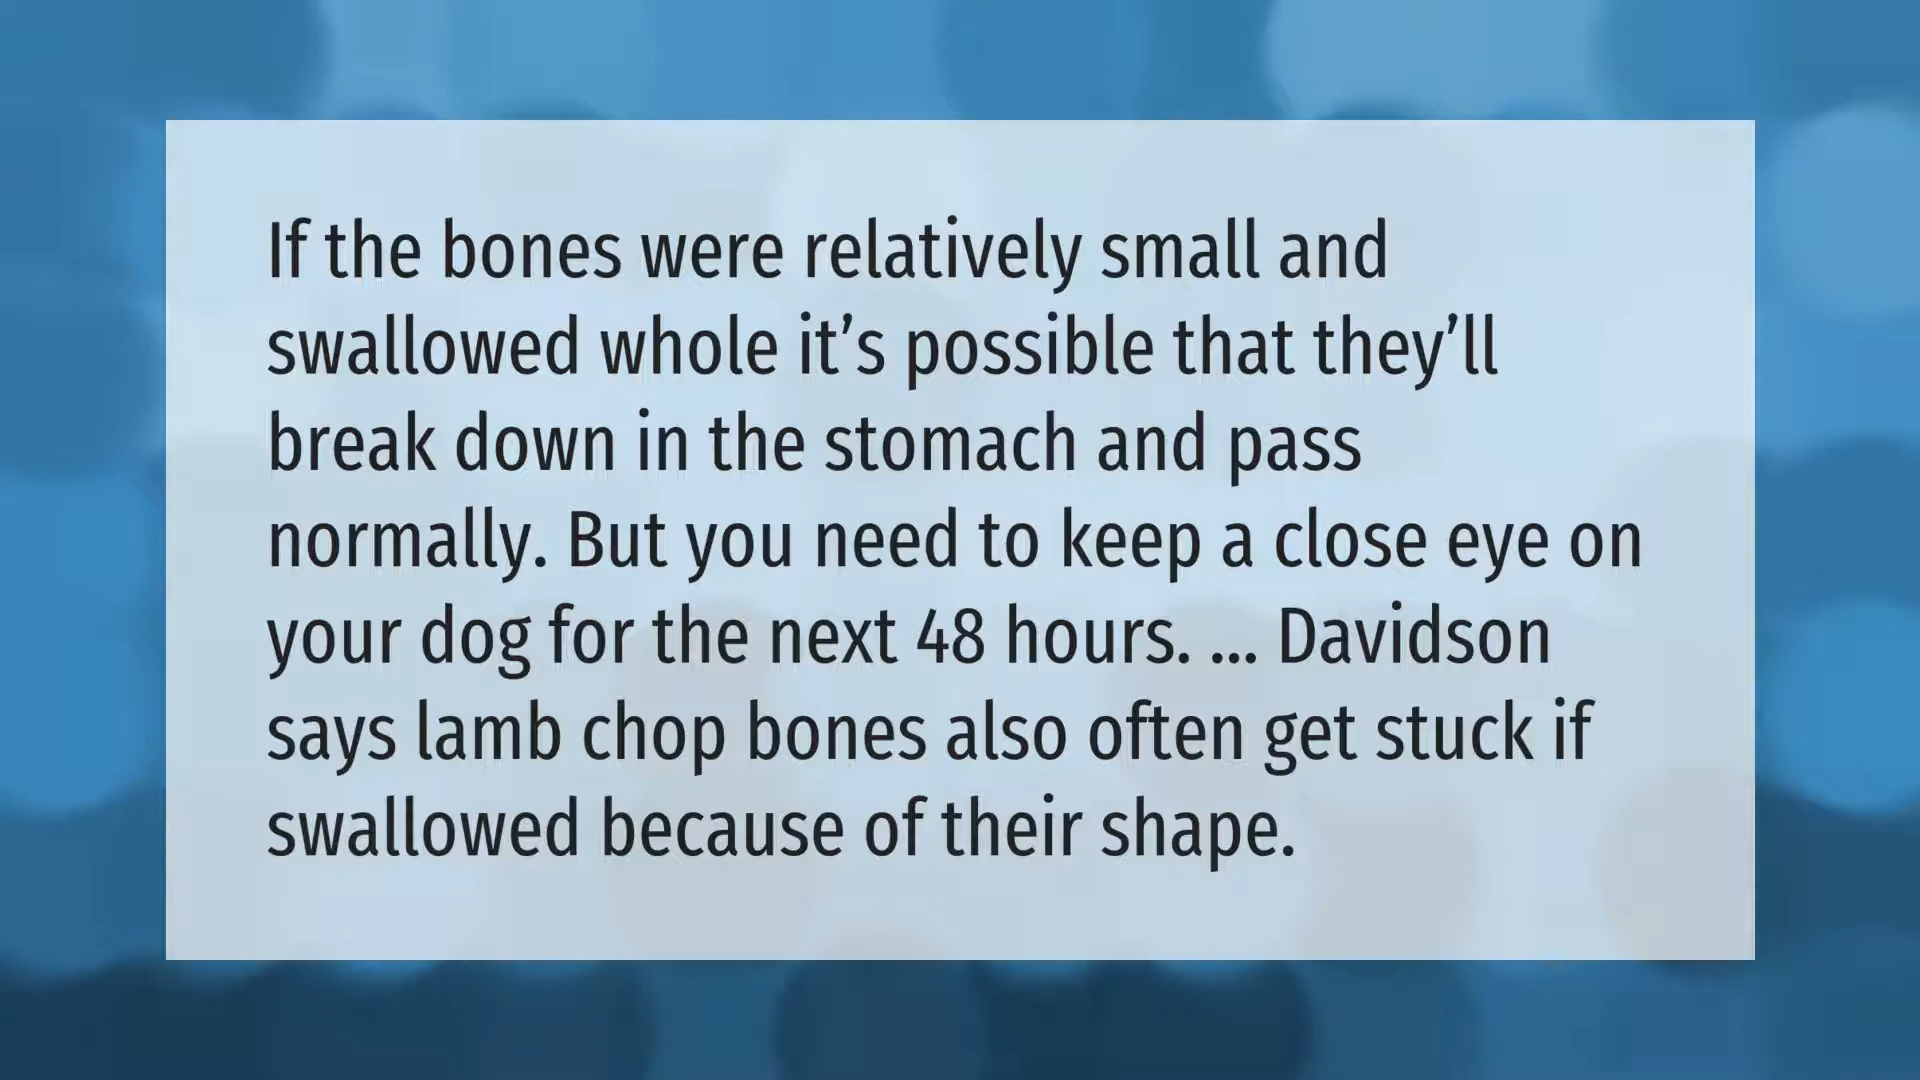 If the bones were relatively small and
swallowed whole it’s possible that they’ll
break down in the stomach and pass
normally. But you need to keep a close eye on
your dog for the next 48 hours. ... Davidson
says lamb chop bones also often get stuck if
swallowed because of their shape.